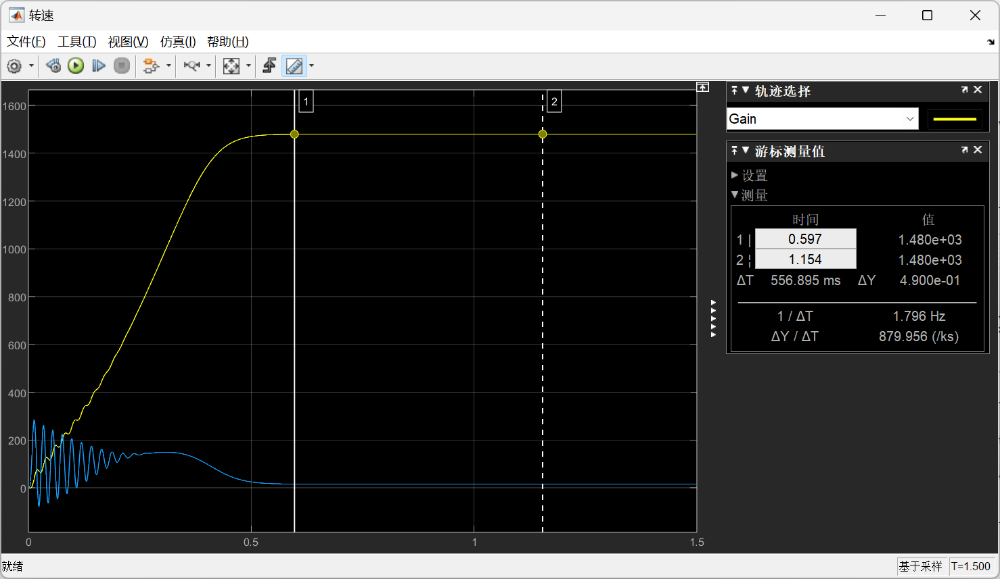 转速
文件(F) 工具(T) 视图(V) 仿真(I) 帮助(H)
1600
1400
1200
1000
800
600
400
200
0
0 0.5 1 1.5
1 2
轨迹选择
Gain
游标测量值
设置
测量
时间 值
1 | 0.597 1.480e+03
2 ¦ 1.154 1.480e+03
ΔT 556.895 ms ΔY 4.900e-01
1 / ΔT 1.796 Hz
ΔY / ΔT 879.956 (/ks)
就绪 基于采样 T=1.500